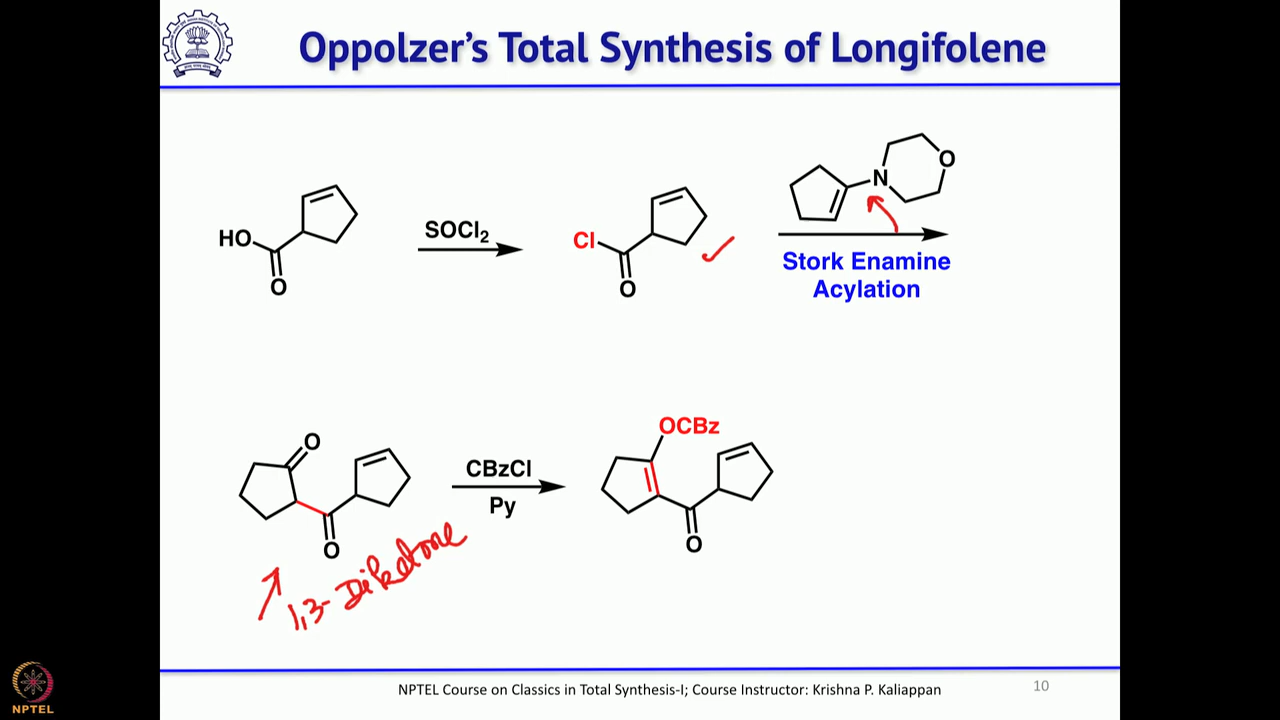 Oppolzer's Total Synthesis of Longifolene
HO
O
SOCl2
Cl
O
N
O
Stork Enamine
Acylation
O
O
1,3-Diketone
CBzCl
Py
OCBz
O
NPTEL Course on Classics in Total Synthesis-I; Course Instructor: Krishna P. Kaliappan
10
NPTEL